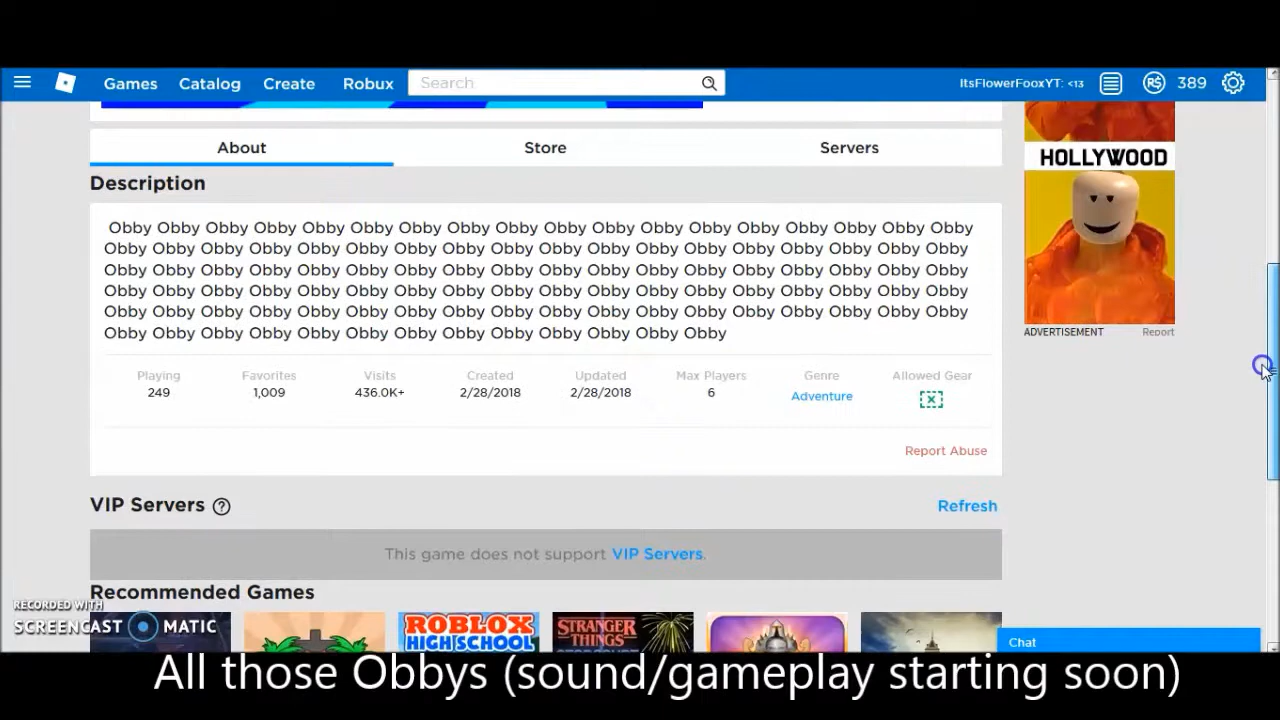 Games Catalog Create Robux Search ItsFlowerFooxYT: <13 R$ 389
HOLLYWOOD
About Store Servers
Description
Obby Obby Obby Obby Obby Obby Obby Obby Obby Obby Obby Obby Obby Obby Obby Obby Obby Obby
Obby Obby Obby Obby Obby Obby Obby Obby Obby Obby Obby Obby Obby Obby Obby Obby Obby Obby
Obby Obby Obby Obby Obby Obby Obby Obby Obby Obby Obby Obby Obby Obby Obby Obby Obby Obby
Obby Obby Obby Obby Obby Obby Obby Obby Obby Obby Obby Obby Obby Obby Obby Obby Obby Obby
Obby Obby Obby Obby Obby Obby Obby Obby Obby Obby Obby Obby Obby Obby Obby Obby Obby Obby
Obby Obby Obby Obby Obby Obby Obby Obby Obby Obby Obby Obby Obby
ADVERTISEMENT Report
Playing Favorites Visits Created Updated Max Players Genre Allowed Gear
249 1,009 436.0K+ 2/28/2018 2/28/2018 6 Adventure
Report Abuse
VIP Servers ? Refresh
This game does not support VIP Servers.
Recommended Games
RECORDED WITH
SCREENCAST MATIC
ROBLOX
HIGH SCHOOL
STRANGER
THINGS
Chat
All those Obbys (sound/gameplay starting soon)